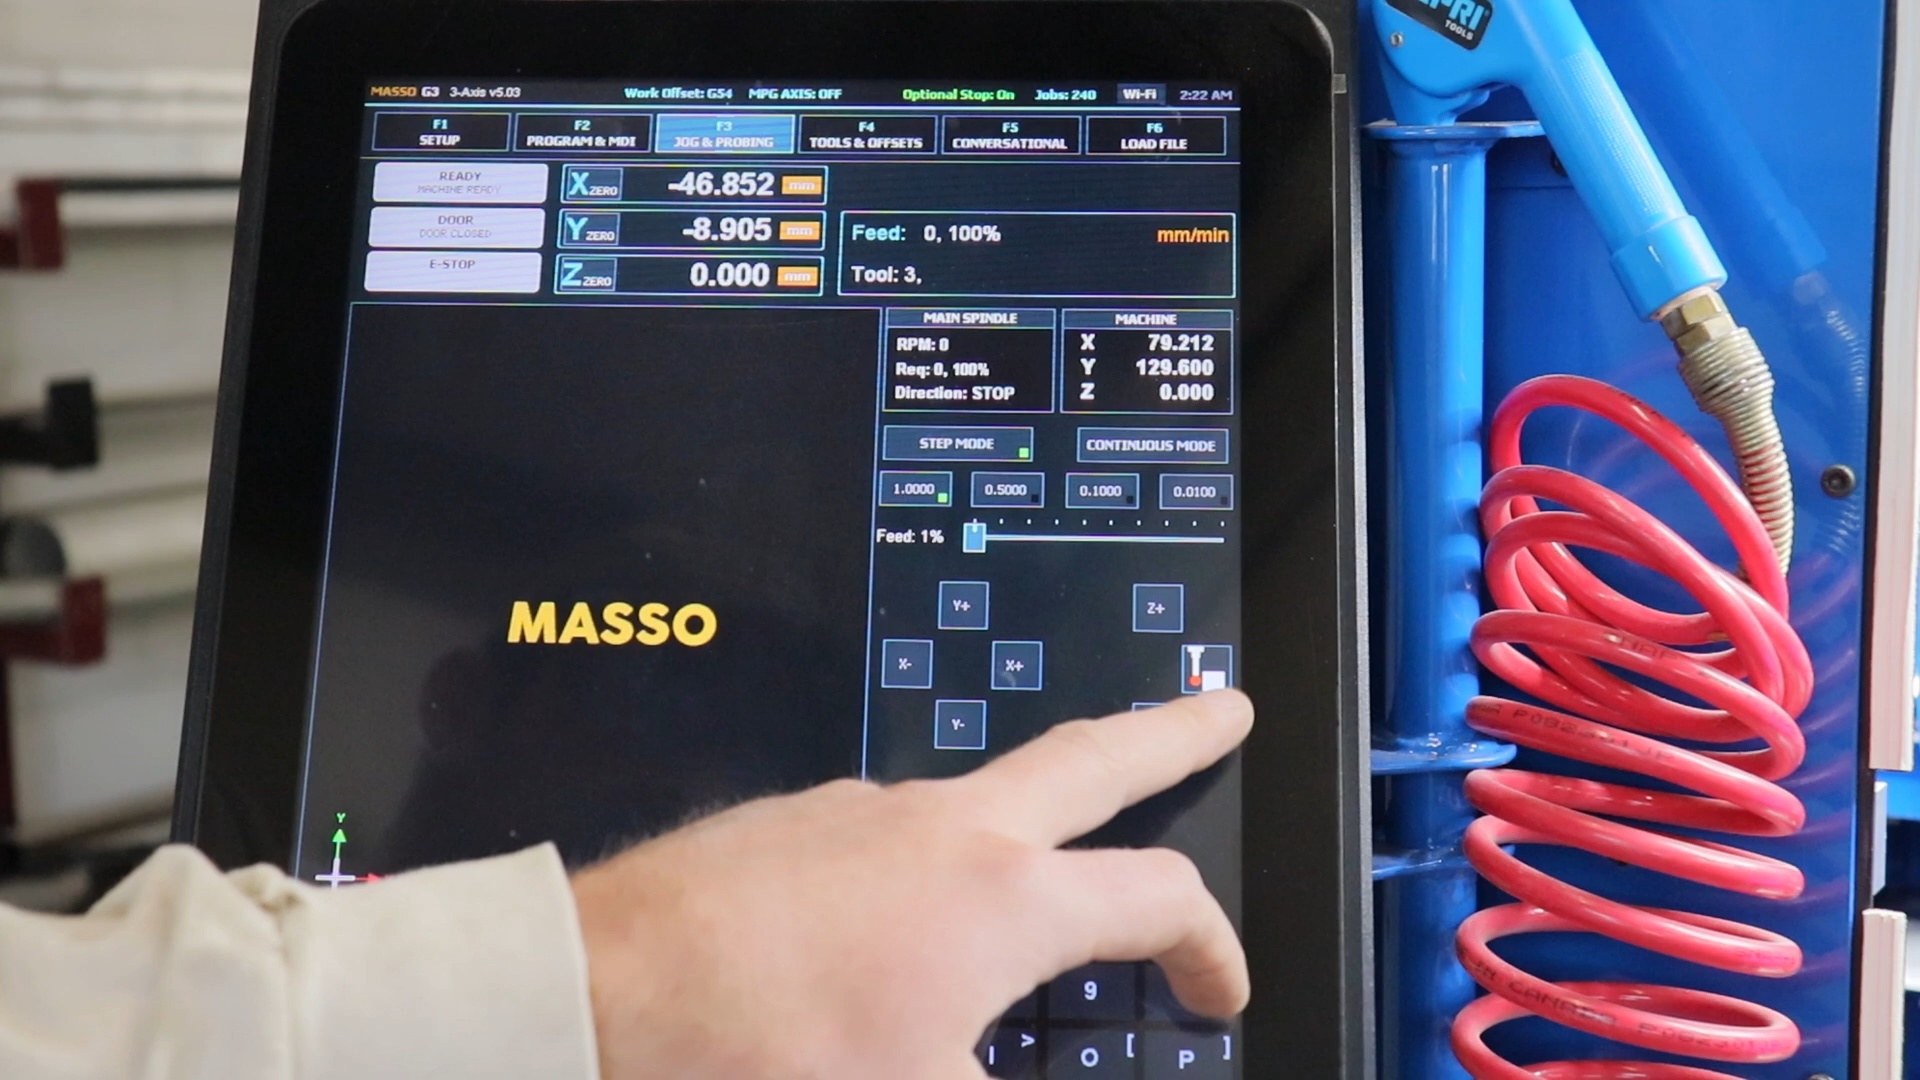 PRI
TOOLS
MASSO G3 3-Axis v5.03 Work Offset: G54 MPG AXIS: OFF Optional Stop: On Jobs: 240 Wi-Fi 2:22 AM
F1 F2 F3 F4 F5 F6
SETUP PROGRAM & MDI JOG & PROBING TOOLS & OFFSETS CONVERSATIONAL LOAD FILE
READY
MACHINE READY
X ZERO -46.852 mm
DOOR
DOOR CLOSED
Y ZERO -8.905 mm
Feed: 0, 100% mm/min
E-STOP
Z ZERO 0.000 mm
Tool: 3,
MAIN SPINDLE
RPM: 0
Req: 0, 100%
Direction: STOP
MACHINE
X 79.212
Y 129.600
Z 0.000
STEP MODE CONTINUOUS MODE
1.0000 0.5000 0.1000 0.0100
Feed: 1%
Y+ Z+
X- X+
Y-
MASSO
Y
9
I > O [ P ]